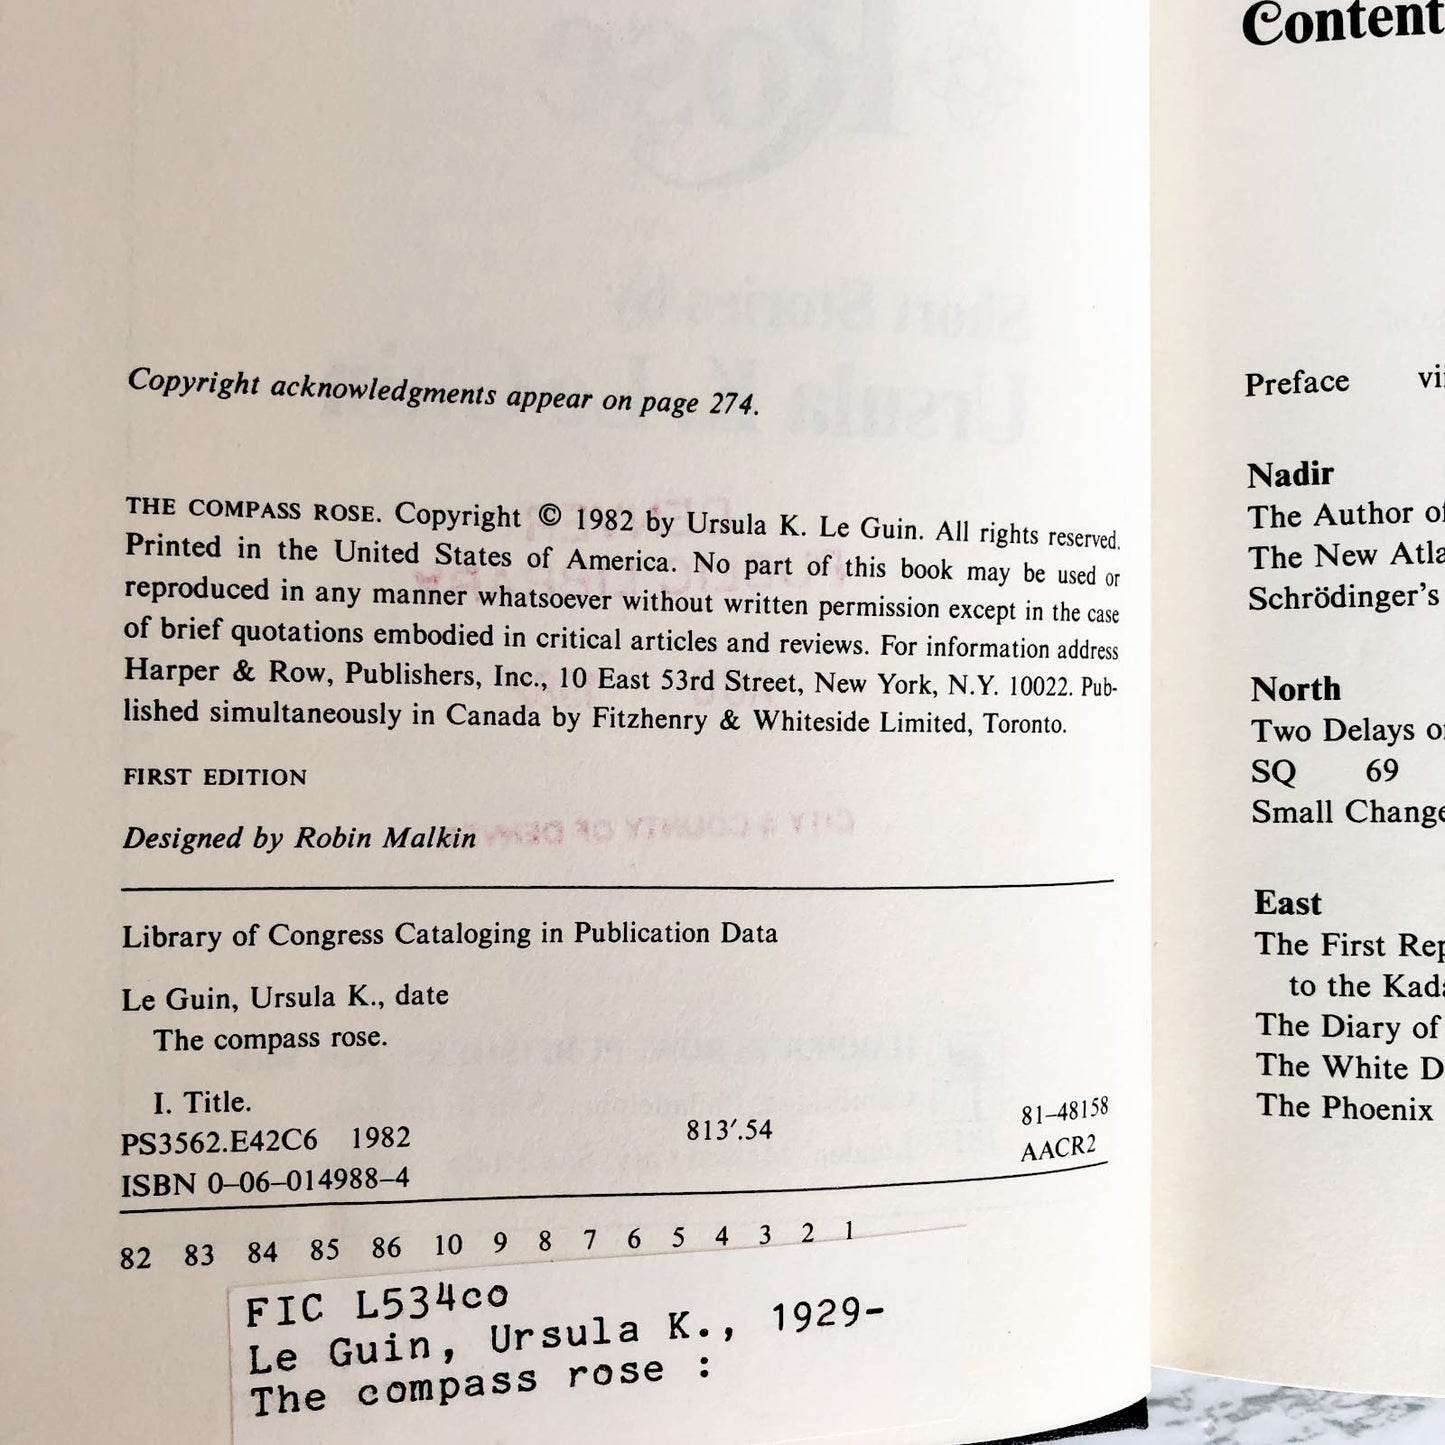 Copyright acknowledgments appear on page 274.
THE COMPASS ROSE. Copyright © 1982 by Ursula K. Le Guin. All rights reserved.
Printed in the United States of America. No part of this book may be used or
reproduced in any manner whatsoever without written permission except in the case
of brief quotations embodied in critical articles and reviews. For information address
Harper & Row, Publishers, Inc., 10 East 53rd Street, New York, N.Y. 10022. Pub-
lished simultaneously in Canada by Fitzhenry & Whiteside Limited, Toronto.
FIRST EDITION
Designed by Robin Malkin
Library of Congress Cataloging in Publication Data
Le Guin, Ursula K., date
The compass rose.
I. Title.
PS3562.E42C6 1982 813′.54 81–48158
ISBN 0–06–014988–4 AACR2
82 83 84 85 86 10 9 8 7 6 5 4 3 2 1
FIC L534co
Le Guin, Ursula K., 1929-
The compass rose :
Content
Preface
Nadir
The Author of
The New Atla
Schrödinger's
North
Two Delays
SQ 69
Small Change
East
The First Rep
to the Kada
The Diary of
The White D
The Phoenix